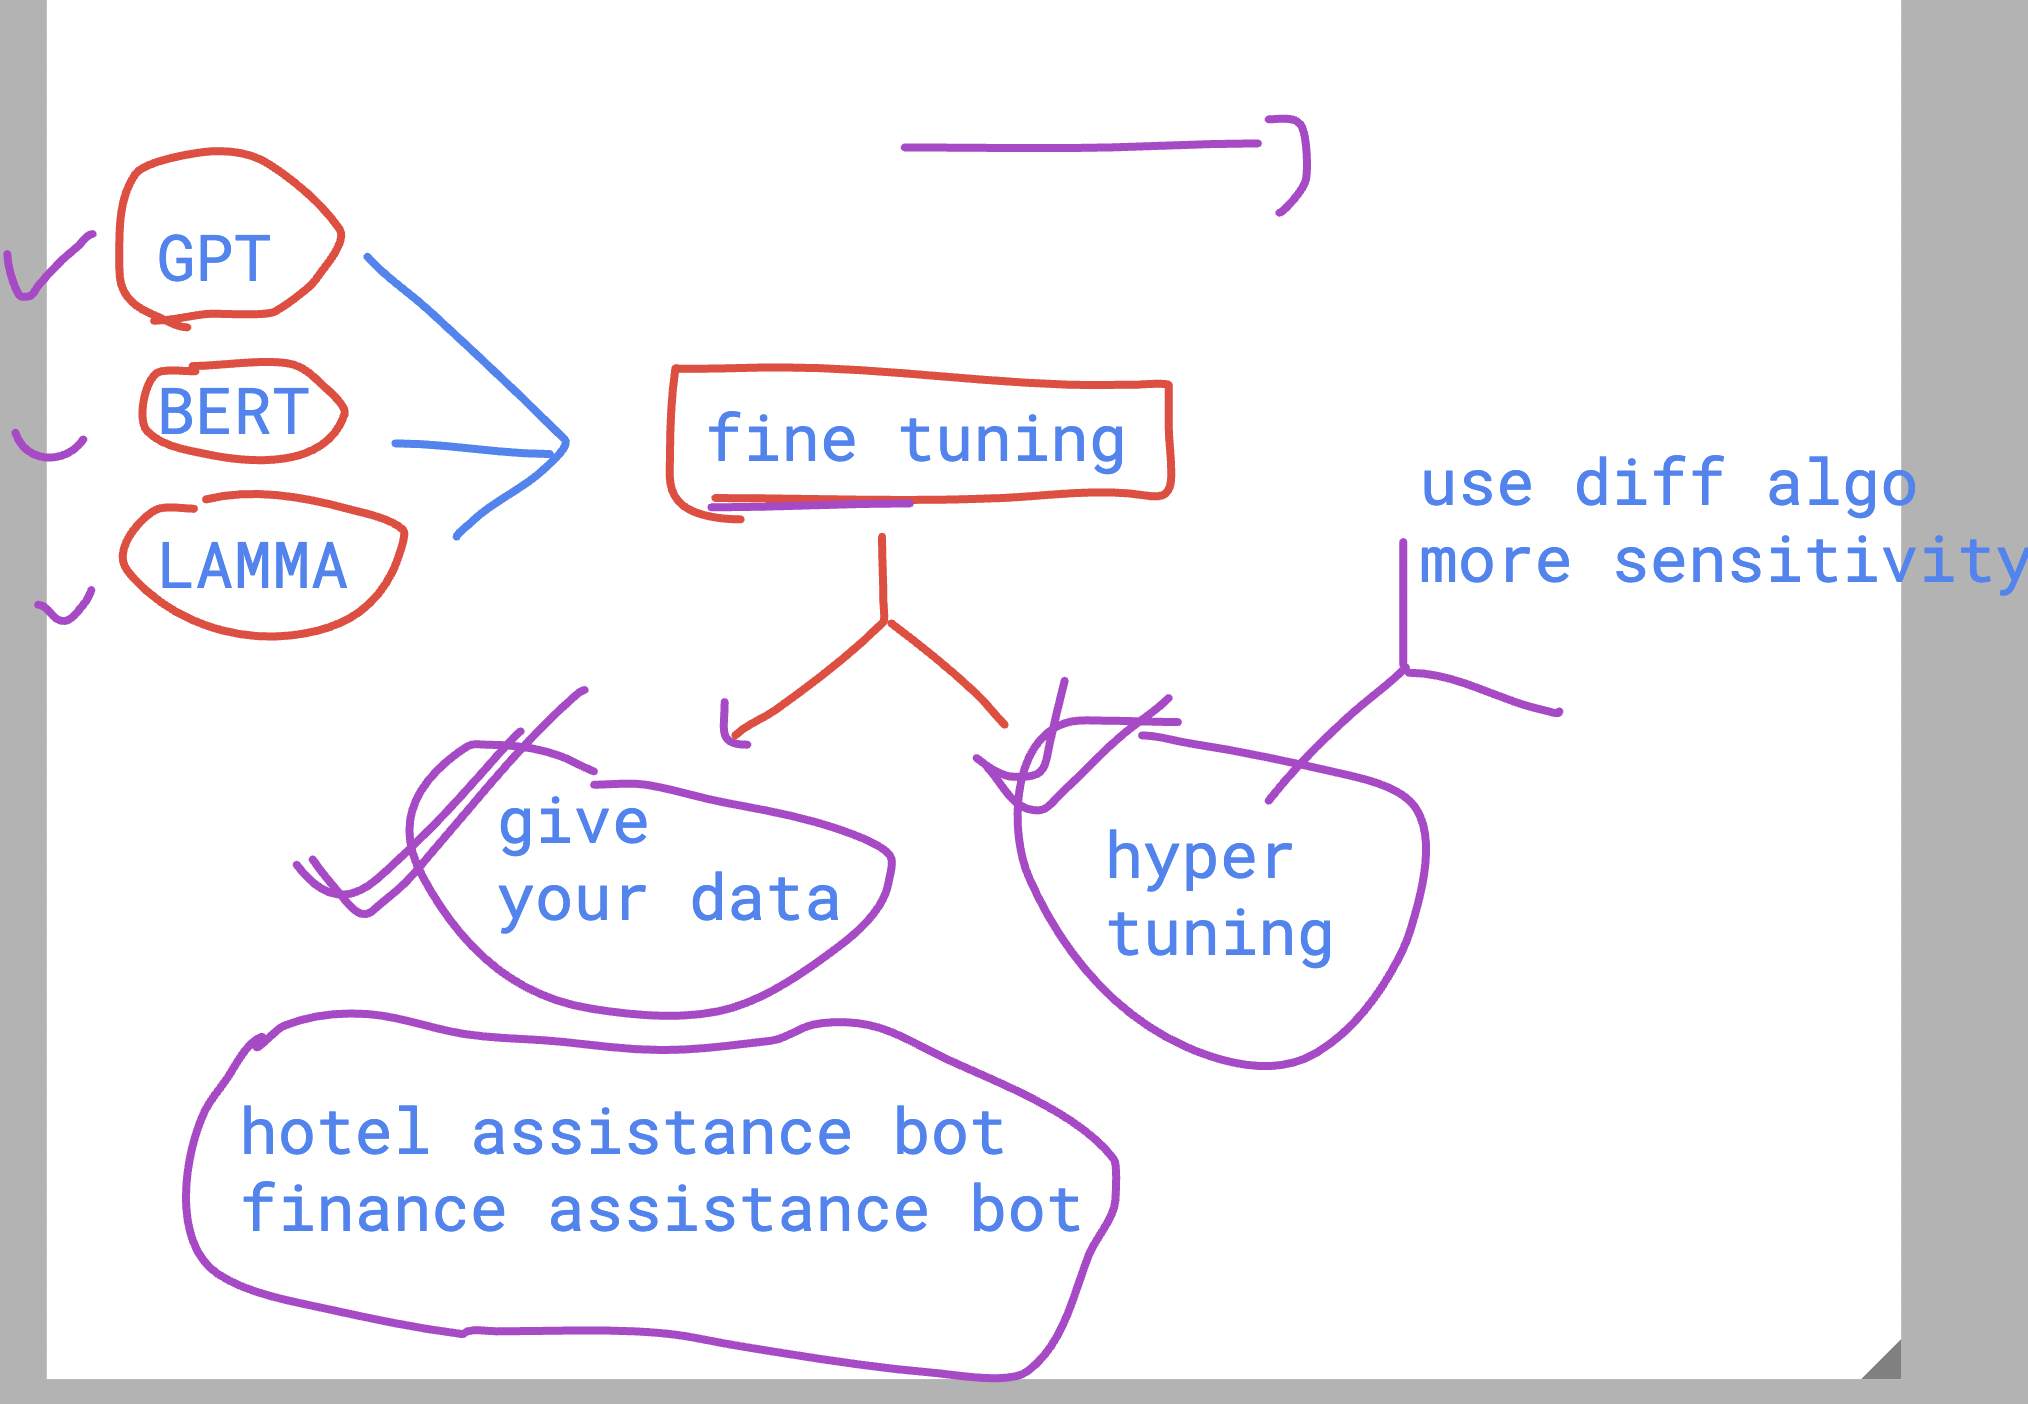 GPT
BERT
LAMMA
fine tuning
use diff algo
more sensitivity
give
your data
hyper
tuning
hotel assistance bot
finance assistance bot